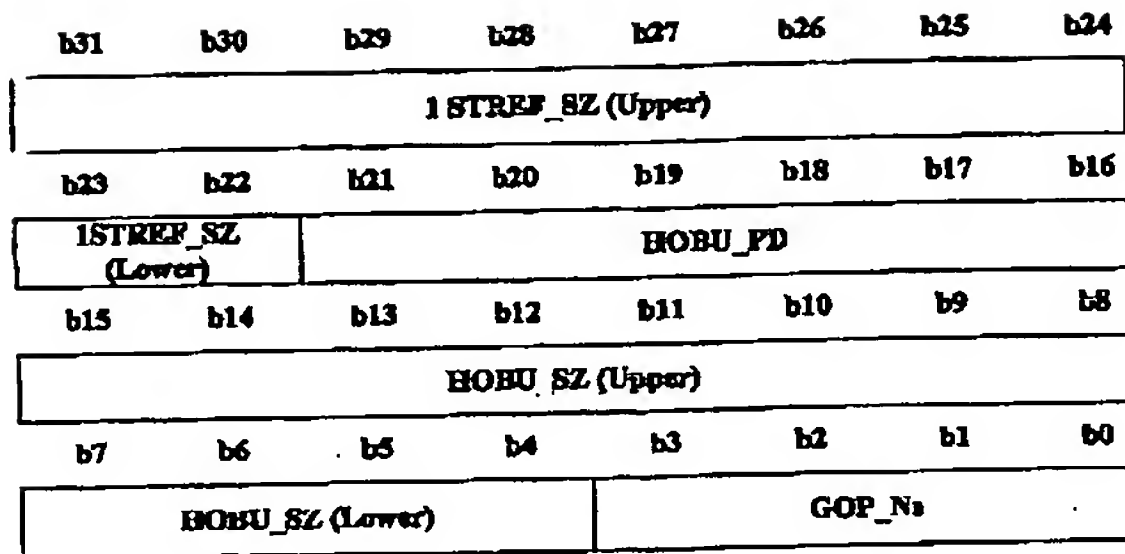 b31 b30 b29 b28 b27 b26 b25 b24
1STREF_SZ (Upper)
b23 b22 b21 b20 b19 b18 b17 b16
1STREF_SZ
(Lower)
HOBU_PD
b15 b14 b13 b12 b11 b10 b9 b8
HOBU_SZ (Upper)
b7 b6 b5 b4 b3 b2 b1 b0
HOBU_SZ (Lower) GOP_Ns